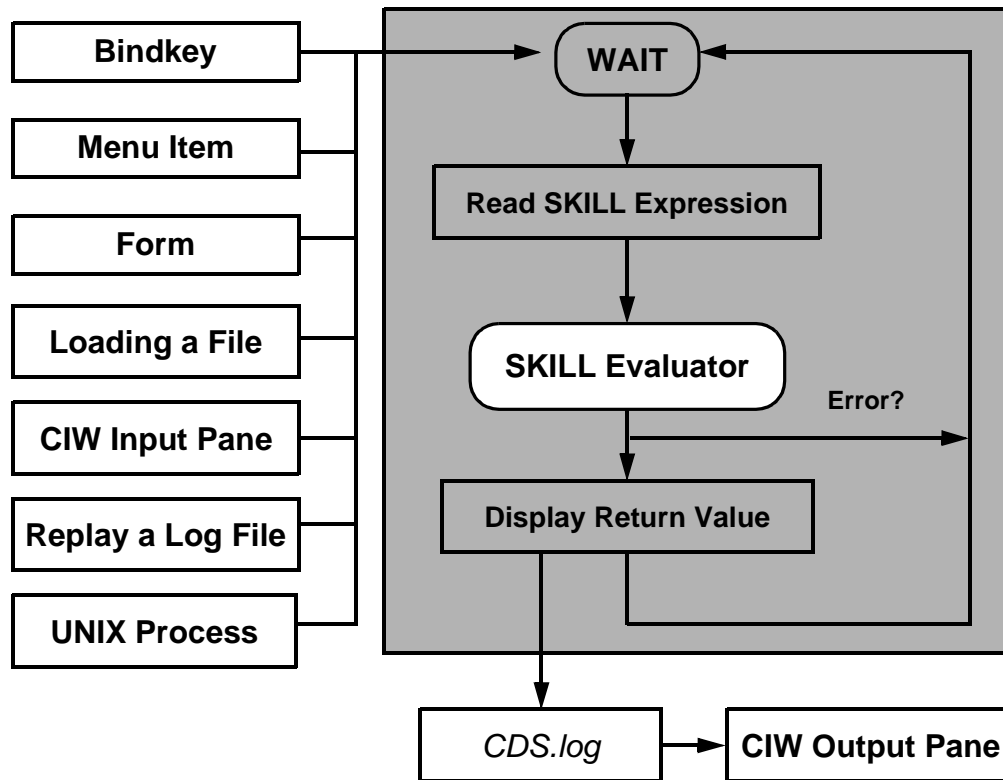 Bindkey
Menu Item
Form
Loading a File
CIW Input Pane
Replay a Log File
UNIX Process
WAIT
Read SKILL Expression
SKILL Evaluator
Error?
Display Return Value
CDS.log
CIW Output Pane